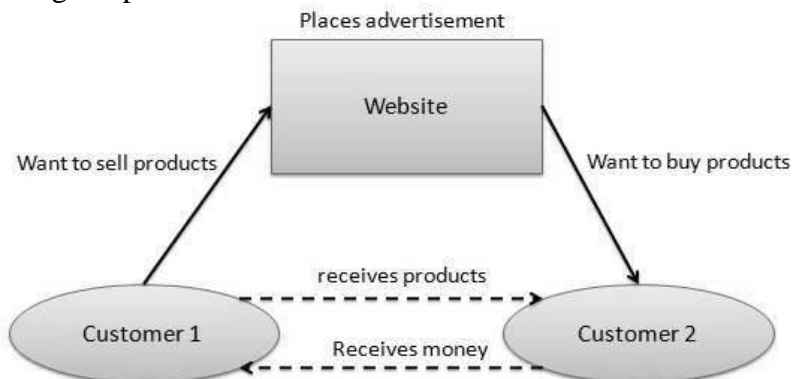 Places advertisement
Website
Want to sell products
Want to buy products
receives products
Customer 1
Customer 2
Receives money